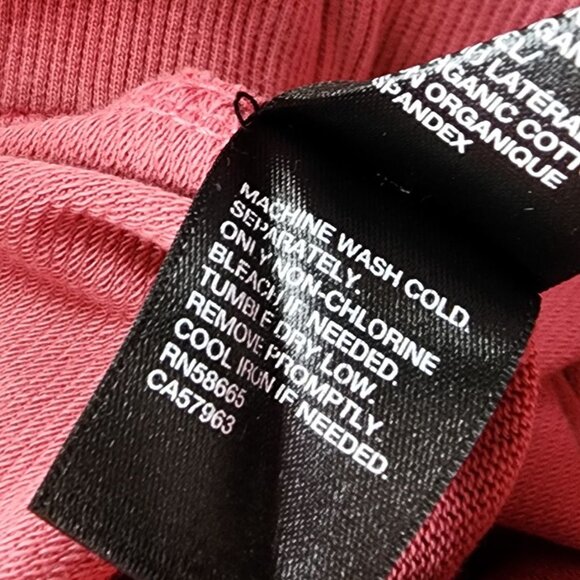 LATERAL
ORGANIC COTT
ORGANIQUE
SPANDEX
MACHINE WASH COLD
SEPARATELY.
ONLY NON-CHLORINE
BLEACH IF NEEDED.
TUMBLE DRY LOW.
REMOVE PROMPTLY.
COOL IRON IF NEEDED.
RN58665
CA57963